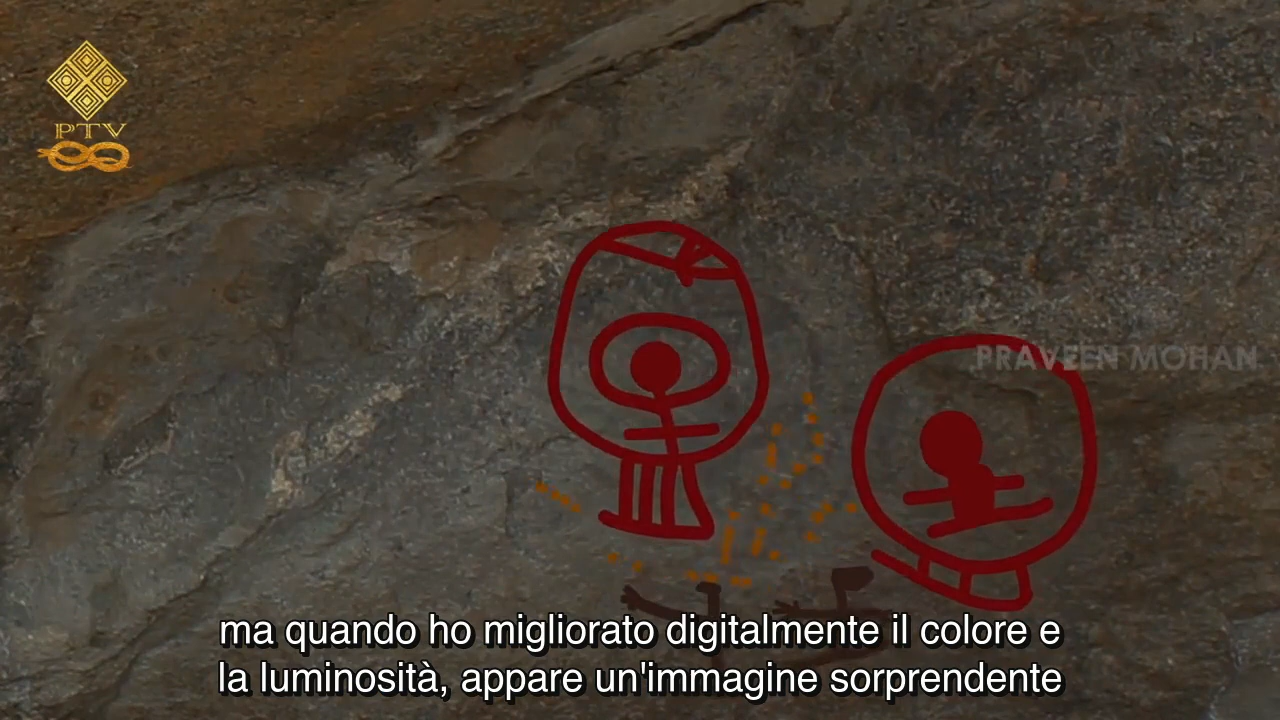 PTV
PRAVEEN MOHAN
ma quando ho migliorato digitalmente il colore e
la luminosità, appare un'immagine sorprendente